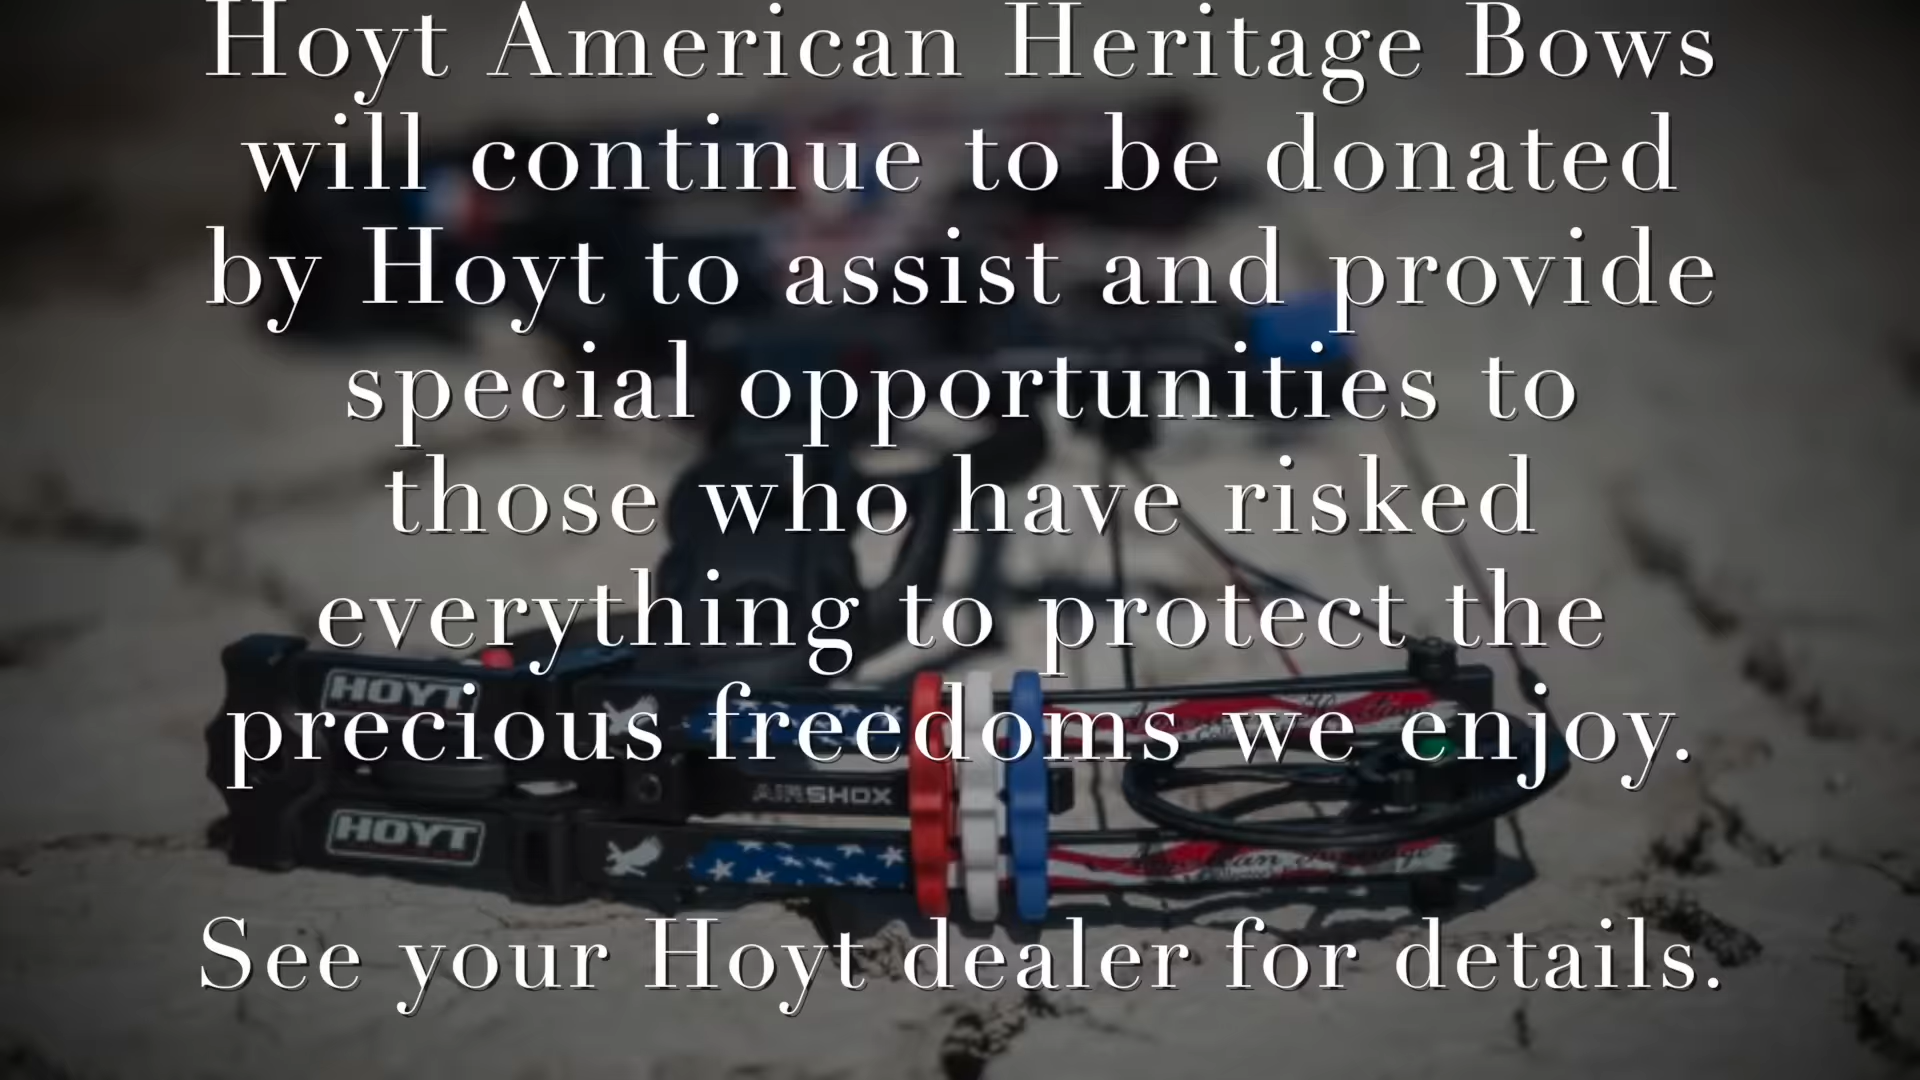 Hoyt American Heritage Bows
will continue to be donated
by Hoyt to assist and provide
special opportunities to
those who have risked
everything to protect the
precious freedoms we enjoy.
HOYT
AIRSHOX
HOYT
See your Hoyt dealer for details.